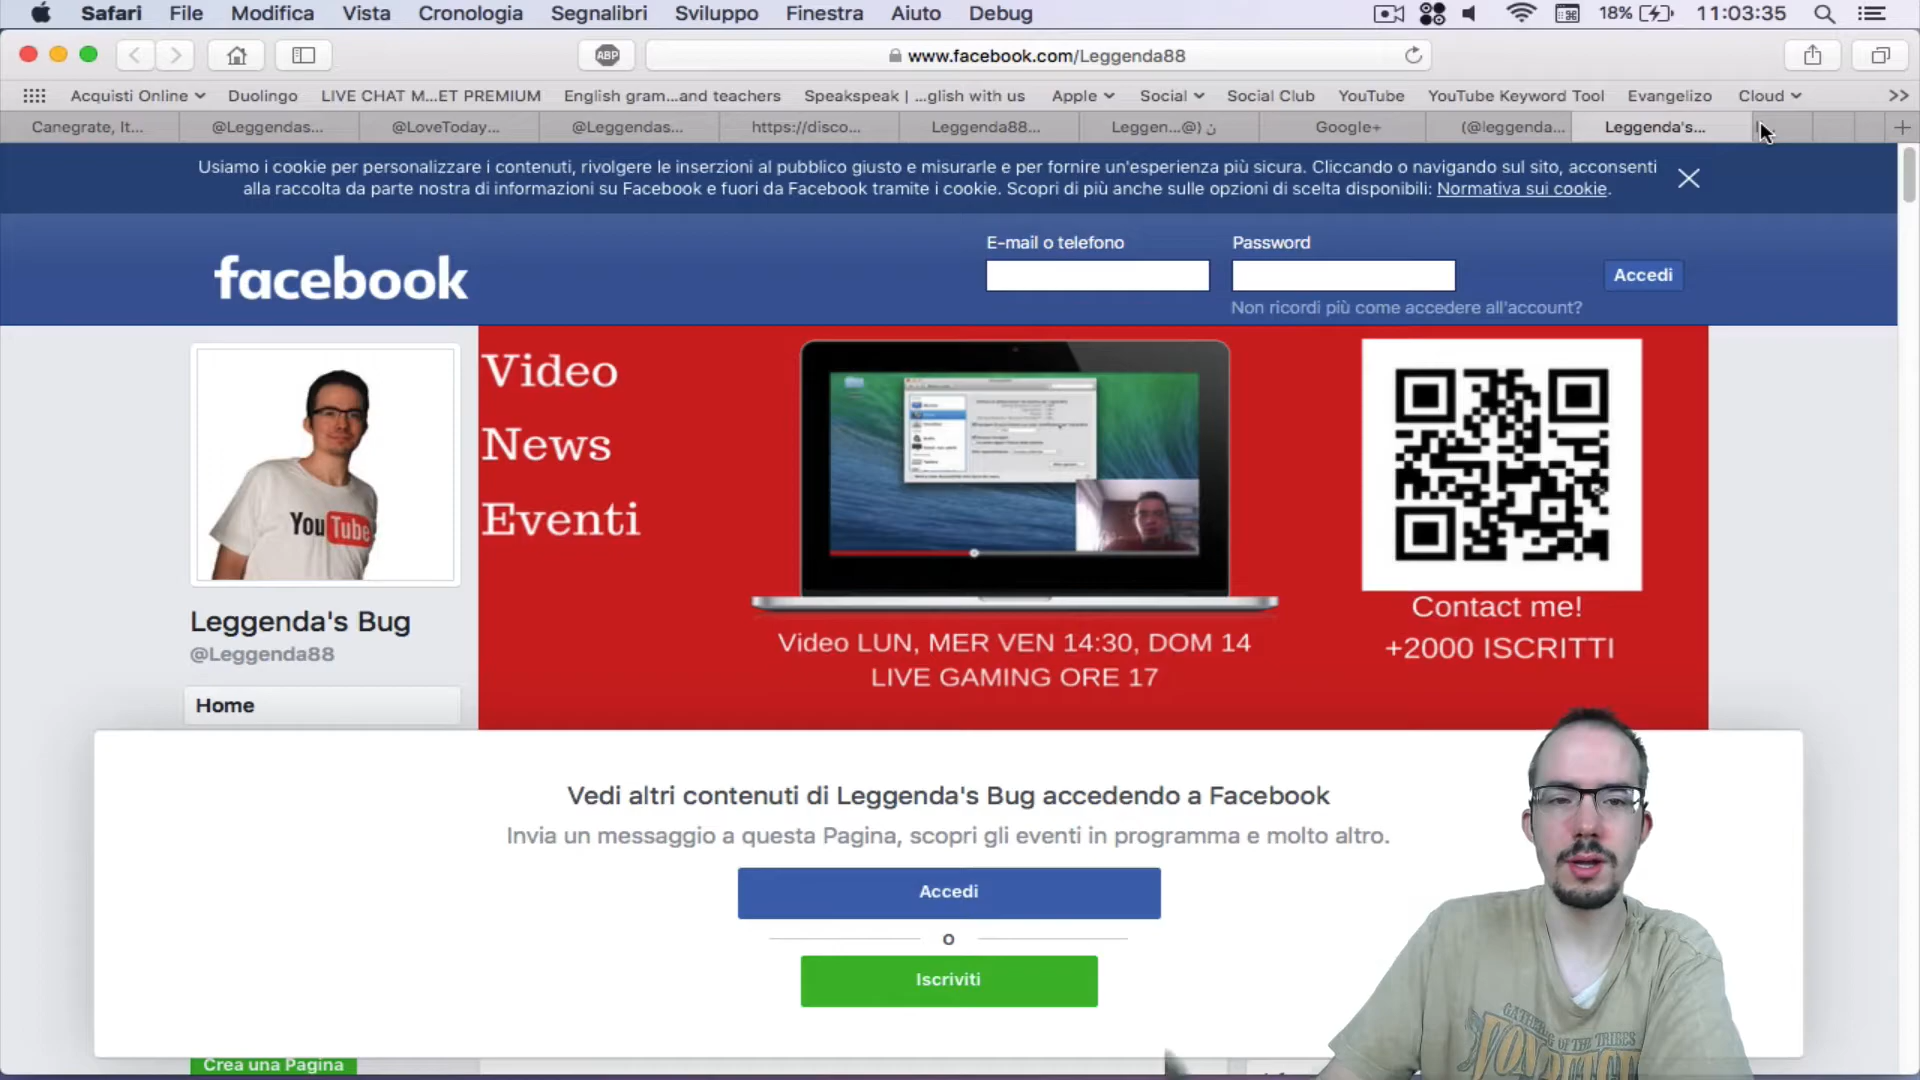 Safari File Modifica Vista Cronologia Segnalibri Sviluppo Finestra Aiuto Debug 18% 11:03:35
ABP www.facebook.com/Leggenda88
Acquisti Online Duolingo LIVE CHAT M...ET PREMIUM English gram...and teachers Speakspeak | ...glish with us Apple Social Social Club YouTube YouTube Keyword Tool Evangelizo Cloud
Canegrate, It... @Leggendas... @LoveToday... @Leggendas... https://disco... Leggenda88... Leggen...(@ ن Google+ (@leggenda... Leggenda's...
Usiamo i cookie per personalizzare i contenuti, rivolgere le inserzioni al pubblico giusto e misurarle e per fornire un'esperienza più sicura. Cliccando o navigando sul sito, acconsenti
alla raccolta da parte nostra di informazioni su Facebook e fuori da Facebook tramite i cookie. Scopri di più anche sulle opzioni di scelta disponibili: Normativa sui cookie.
E-mail o telefono Password
facebook
Accedi
Non ricordi più come accedere all'account?
Video
News
Eventi
YouTube
Leggenda's Bug
@Leggenda88
Home
Video LUN, MER VEN 14:30, DOM 14
LIVE GAMING ORE 17
Contact me!
+2000 ISCRITTI
Vedi altri contenuti di Leggenda's Bug accedendo a Facebook
Invia un messaggio a questa Pagina, scopri gli eventi in programma e molto altro.
Accedi
o
Iscriviti
Crea una Pagina